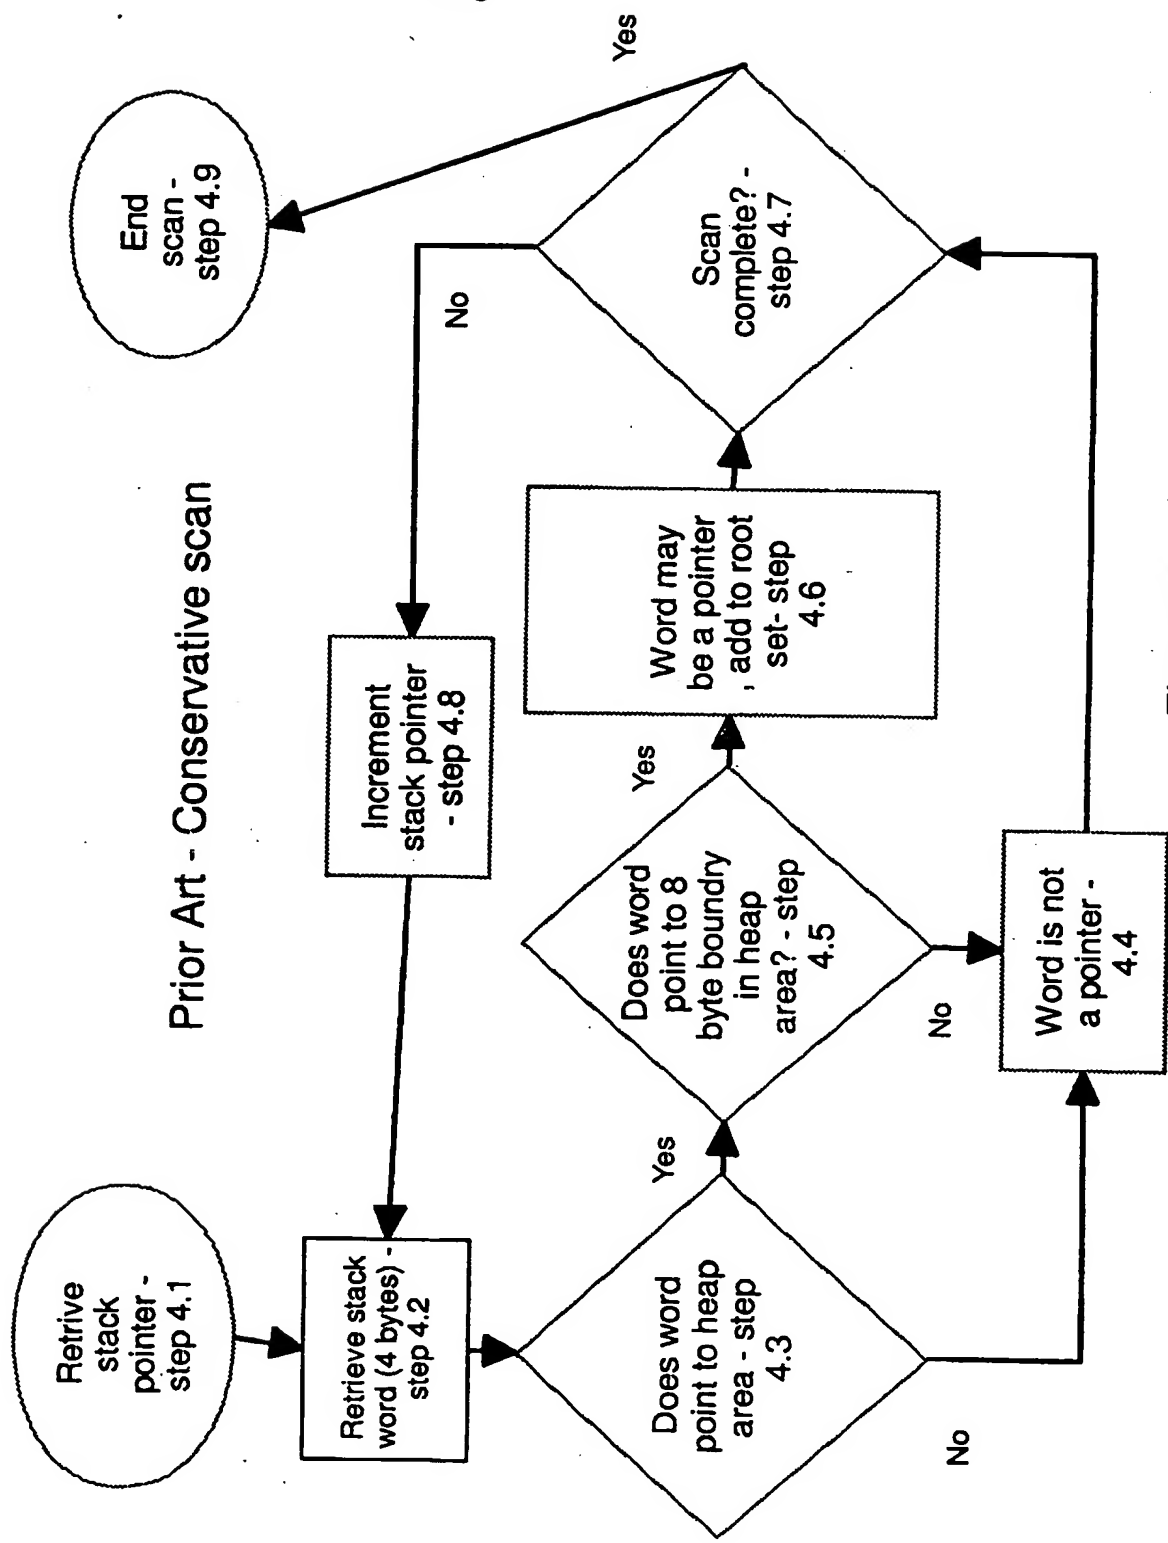 Prior Art - Conservative scan
Retrive
stack
pointer -
step 4.1
Retrieve stack
word (4 bytes) -
step 4.2
Does word
point to heap
area - step
4.3
Yes
No
Does word
point to 8
byte boundry
in heap
area? - step
4.5
Yes
No
Word is not
a pointer -
4.4
Word may
be a pointer
, add to root
set- step
4.6
Scan
complete? -
step 4.7
No
Yes
Increment
stack pointer
- step 4.8
End
scan -
step 4.9